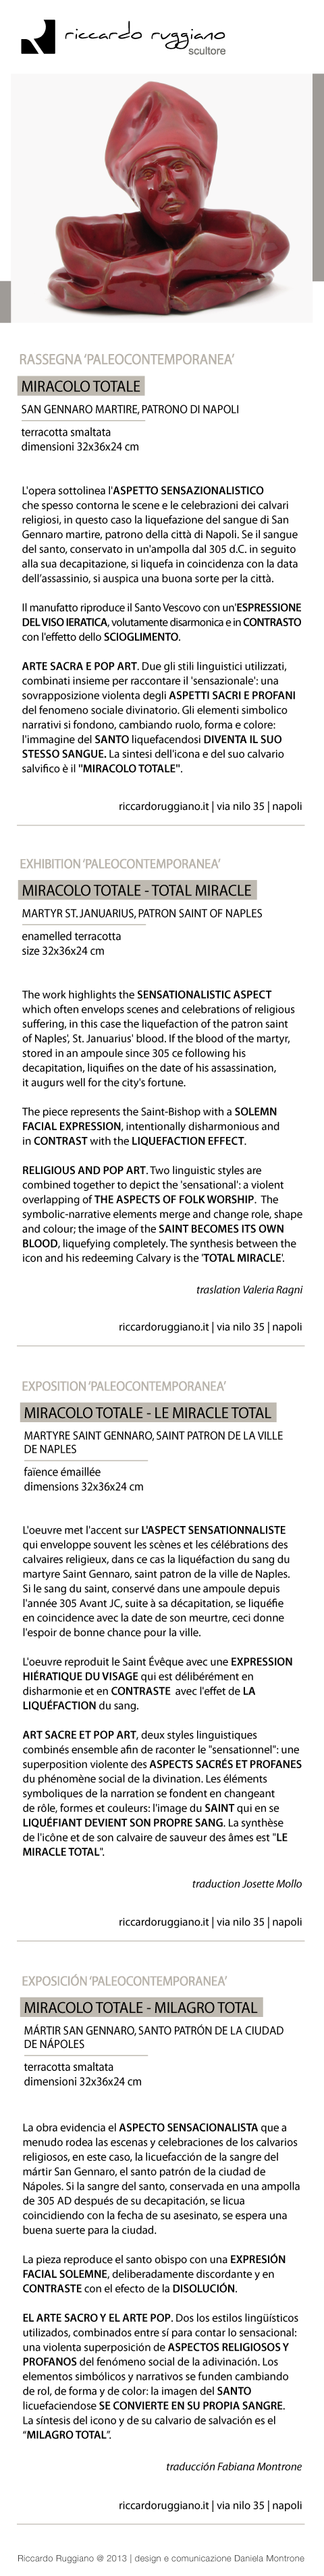 riccardo ruggiano
scultore
RASSEGNA 'PALEOCONTEMPORANEA'
MIRACOLO TOTALE
SAN GENNARO MARTIRE, PATRONO DI NAPOLI
terracotta smaltata
dimensioni 32x36x24 cm
L'opera sottolinea l'ASPETTO SENSAZIONALISTICO
che spesso contorna le scene e le celebrazioni dei calvari
religiosi, in questo caso la liquefazione del sangue di San
Gennaro martire, patrono della città di Napoli. Se il sangue
del santo, conservato in un'ampolla dal 305 d.C. in seguito
alla sua decapitazione, si liquefa in coincidenza con la data
dell'assassinio, si auspica una buona sorte per la città.
Il manufatto riproduce il Santo Vescovo con un'ESPRESSIONE
DEL VISO IERATICA, volutamente disarmonica e in CONTRASTO
con l'effetto dello SCIOGLIMENTO.
ARTE SACRA E POP ART. Due gli stili linguistici utilizzati,
combinati insieme per raccontare il 'sensazionale': una
sovrapposizione violenta degli ASPETTI SACRI E PROFANI
del fenomeno sociale divinatorio. Gli elementi simbolico
narrativi si fondono, cambiando ruolo, forma e colore:
l'immagine del SANTO liquefacendosi DIVENTA IL SUO
STESSO SANGUE. La sintesi dell'icona e del suo calvario
salvifico è il "MIRACOLO TOTALE".
riccardoruggiano.it | via nilo 35 | napoli
EXHIBITION 'PALEOCONTEMPORANEA'
MIRACOLO TOTALE - TOTAL MIRACLE
MARTYR ST. JANUARIUS, PATRON SAINT OF NAPLES
enamelled terracotta
size 32x36x24 cm
The work highlights the SENSATIONALISTIC ASPECT
which often envelops scenes and celebrations of religious
suffering, in this case the liquefaction of the patron saint
of Naples', St. Januarius' blood. If the blood of the martyr,
stored in an ampoule since 305 ce following his
decapitation, liquifies on the date of his assassination,
it augurs well for the city's fortune.
The piece represents the Saint-Bishop with a SOLEMN
FACIAL EXPRESSION, intentionally disharmonious and
in CONTRAST with the LIQUEFACTION EFFECT.
RELIGIOUS AND POP ART. Two linguistic styles are
combined together to depict the 'sensational': a violent
overlapping of THE ASPECTS OF FOLK WORSHIP. The
symbolic-narrative elements merge and change role, shape
and colour; the image of the SAINT BECOMES ITS OWN
BLOOD, liquefying completely. The synthesis between the
icon and his redeeming Calvary is the 'TOTAL MIRACLE'.
traslation Valeria Ragni
riccardoruggiano.it | via nilo 35 | napoli
EXPOSITION 'PALEOCONTEMPORANEA'
MIRACOLO TOTALE - LE MIRACLE TOTAL
MARTYRE SAINT GENNARO, SAINT PATRON DE LA VILLE
DE NAPLES
faïence émaillée
dimensions 32x36x24 cm
L'oeuvre met l'accent sur L'ASPECT SENSATIONNALISTE
qui enveloppe souvent les scènes et les célébrations des
calvaires religieux, dans ce cas la liquéfaction du sang du
martyre Saint Gennaro, saint patron de la ville de Naples.
Si le sang du saint, conservé dans une ampoule depuis
l'année 305 Avant JC, suite à sa décapitation, se liquéfie
en coincidence avec la date de son meurtre, ceci donne
l'espoir de bonne chance pour la ville.
L'oeuvre reproduit le Saint Évêque avec une EXPRESSION
HIÉRATIQUE DU VISAGE qui est délibérément en
disharmonie et en CONTRASTE avec l'effet de LA
LIQUÉFACTION du sang.
ART SACRE ET POP ART, deux styles linguistiques
combinés ensemble afin de raconter le "sensationnel": une
superposition violente des ASPECTS SACRÉS ET PROFANES
du phénomène social de la divination. Les éléments
symboliques de la narration se fondent en changeant
de rôle, formes et couleurs: l'image du SAINT qui en se
LIQUÉFIANT DEVIENT SON PROPRE SANG. La synthèse
de l'icône et de son calvaire de sauveur des âmes est "LE
MIRACLE TOTAL".
traduction Josette Mollo
riccardoruggiano.it | via nilo 35 | napoli
EXPOSICIÓN 'PALEOCONTEMPORANEA'
MIRACOLO TOTALE - MILAGRO TOTAL
MÁRTIR SAN GENNARO, SANTO PATRÓN DE LA CIUDAD
DE NÁPOLES
terracotta smaltata
dimensioni 32x36x24 cm
La obra evidencia el ASPECTO SENSACIONALISTA que a
menudo rodea las escenas y celebraciones de los calvarios
religiosos, en este caso, la licuefacción de la sangre del
mártir San Gennaro, el santo patrón de la ciudad de
Nápoles. Si la sangre del santo, conservada en una ampolla
de 305 AD después de su decapitación, se licua
coincidiendo con la fecha de su asesinato, se espera una
buena suerte para la ciudad.
La pieza reproduce el santo obispo con una EXPRESIÓN
FACIAL SOLEMNE, deliberadamente discordante y en
CONTRASTE con el efecto de la DISOLUCIÓN.
EL ARTE SACRO Y EL ARTE POP. Dos los estilos lingüísticos
utilizados, combinados entre sí para contar lo sensacional:
una violenta superposición de ASPECTOS RELIGIOSOS Y
PROFANOS del fenómeno social de la adivinación. Los
elementos simbólicos y narrativos se funden cambiando
de rol, de forma y de color: la imagen del SANTO
licuefaciendose SE CONVIERTE EN SU PROPIA SANGRE.
La síntesis del icono y de su calvario de salvación es el
"MILAGRO TOTAL".
traducción Fabiana Montrone
riccardoruggiano.it | via nilo 35 | napoli
Riccardo Ruggiano @ 2013 | design e comunicazione Daniela Montrone